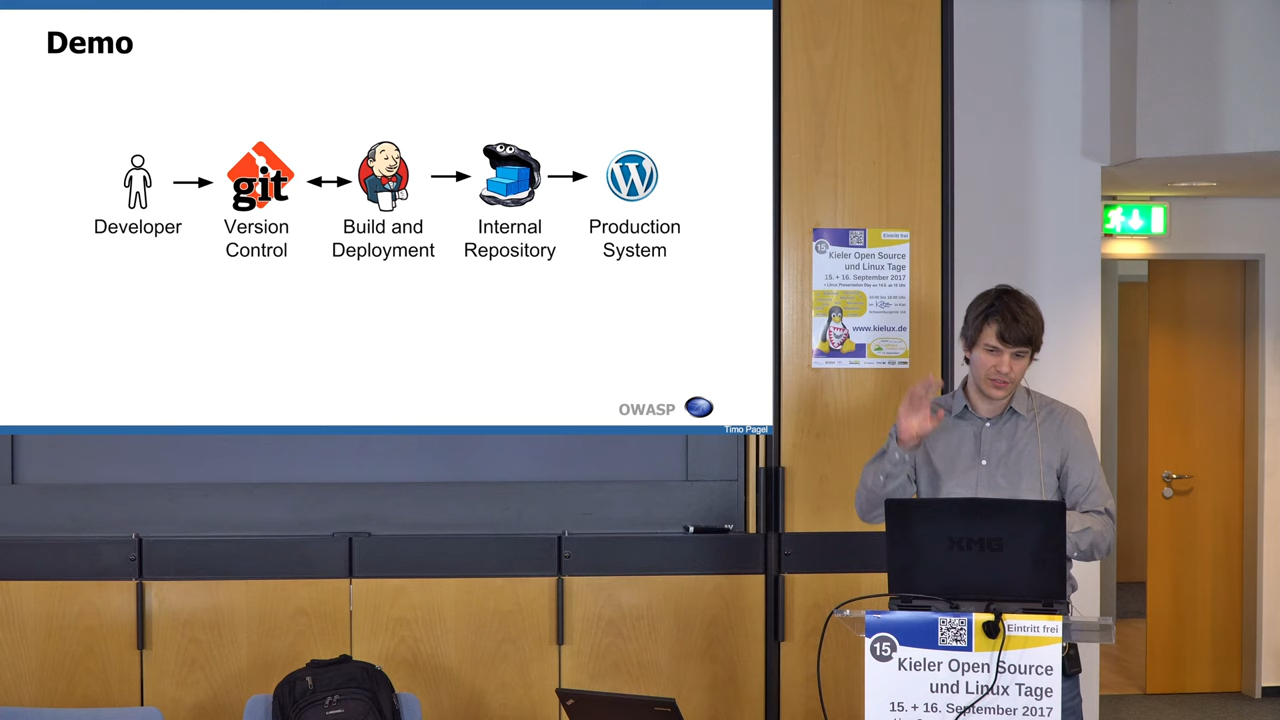 Demo
git
Developer
Version
Control
Build and
Deployment
Internal
Repository
Production
System
OWASP
Timo Pagel
Eintritt frei
15.
Kieler Open Source
und Linux Tage
15. + 16. September 2017
www.kielux.de
XMG
Eintritt frei
15.
Kieler Open Source
und Linux Tage
15. + 16. September 2017